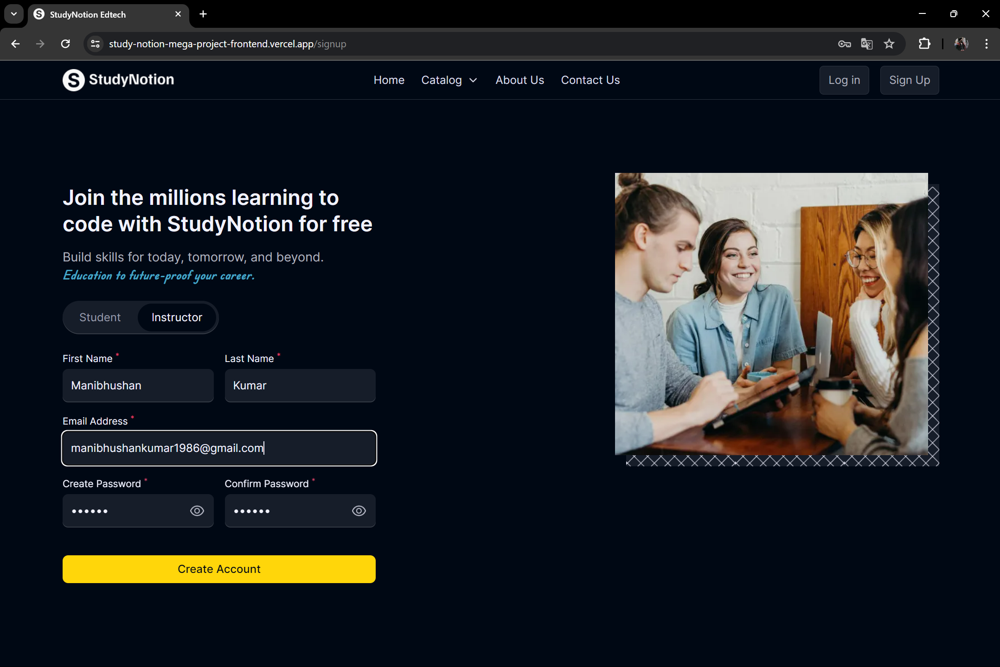 StudyNotion Edtech
study-notion-mega-project-frontend.vercel.app/signup
StudyNotion
Home
Catalog
About Us
Contact Us
Log in
Sign Up
Join the millions learning to
code with StudyNotion for free
Build skills for today, tomorrow, and beyond.
Education to future-proof your career.
Student
Instructor
First Name *
Last Name *
Manibhushan
Kumar
Email Address *
manibhushankumar1986@gmail.com
Create Password *
Confirm Password *
••••••
••••••
Create Account